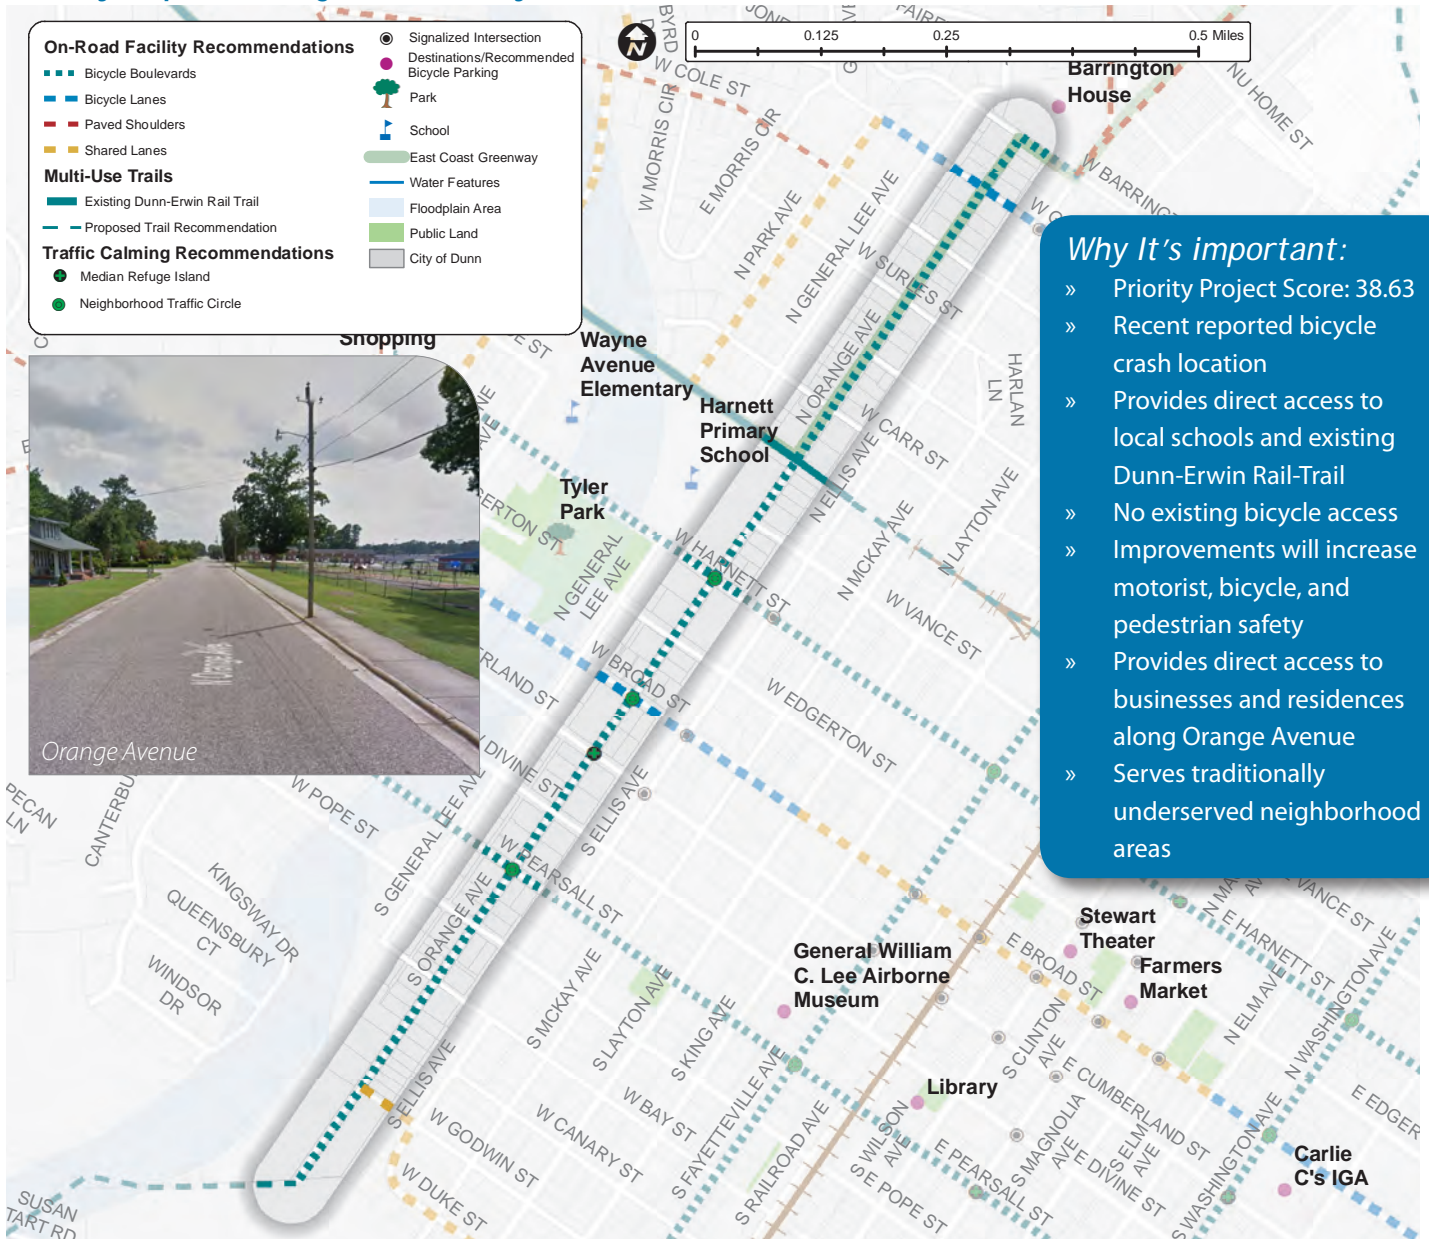 On-Road Facility Recommendations
Bicycle Boulevards
Bicycle Lanes
Paved Shoulders
Shared Lanes
Multi-Use Trails
Existing Dunn-Erwin Rail Trail
Proposed Trail Recommendation
Traffic Calming Recommendations
Median Refuge Island
Neighborhood Traffic Circle
Signalized Intersection
Destinations/Recommended
Bicycle Parking
Park
School
East Coast Greenway
Water Features
Floodplain Area
Public Land
City of Dunn
N
0 0.125 0.25 0.5 Miles
W COLE ST
W MORRIS CIR
E MORRIS CIR
N PARK AVE
N GENERAL LEE AVE
W SURLES ST
N ORANGE AVE
NU HOME ST
Barrington
House
HARLAN
LN
W CARR ST
N ELLIS AVE
N MCKAY AVE
N LAYTON AVE
W VANCE ST
Shopping
Wayne
Avenue
Elementary
Harnett
Primary
School
Tyler
Park
N GENERAL
LEE AVE
W HARNETT ST
W BROAD ST
W EDGERTON ST
Why It's important:
» Priority Project Score: 38.63
» Recent reported bicycle
crash location
» Provides direct access to
local schools and existing
Dunn-Erwin Rail-Trail
» No existing bicycle access
» Improvements will increase
motorist, bicycle, and
pedestrian safety
» Provides direct access to
businesses and residences
along Orange Avenue
» Serves traditionally
underserved neighborhood
areas
N Orange Ave
Orange Avenue
PECAN
LN
W POPE ST
DIVINE ST
S GENERAL LEE AVE
S ELLIS AVE
KINGSWAY DR
QUEENSBURY
CT
WINDSOR
DR
S ORANGE AVE
W PEARSALL ST
S MCKAY AVE
S LAYTON AVE
S KING AVE
General William
C. Lee Airborne
Museum
Stewart
Theater
Farmers
Market
E BROAD ST
E HARNETT ST
N ELM AVE
N WASHINGTON AVE
S CLINTON
AVE
E CUMBERLAND ST
Library
S ELLIS AVE
W GODWIN ST
W CANARY ST
W BAY ST
W DUKE ST
S FAYETTEVILLE AVE
S RAILROAD AVE
S WILSON
AVE
S MAGNOLIA
AVE
S ELM
AVE
E DIVINE ST
E PEARSALL ST
S E POPE ST
S WASHINGTON AVE
Carlie
C's IGA
SUSAN
TART RD